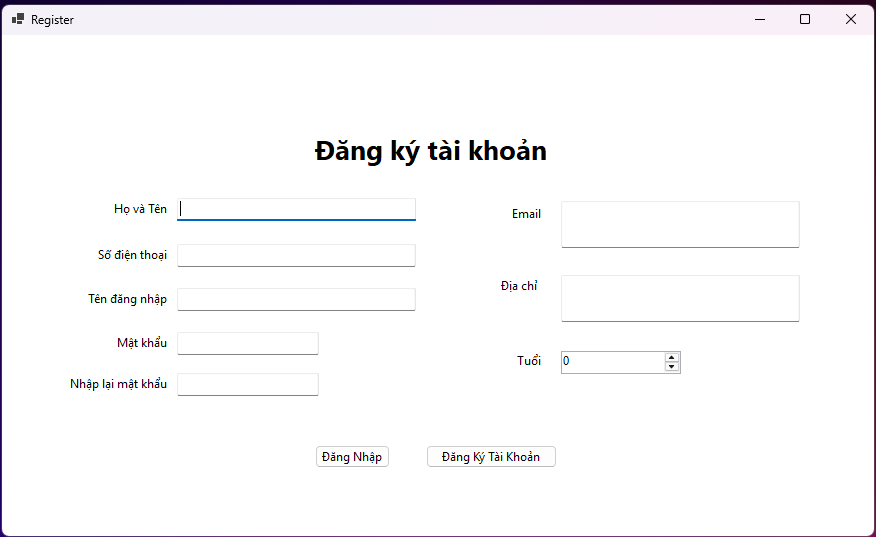 Register
Đăng ký tài khoản
Họ và Tên
Số điện thoại
Tên đăng nhập
Mật khẩu
Nhập lại mật khẩu
Email
Địa chỉ
Tuổi
0
Đăng Nhập
Đăng Ký Tài Khoản